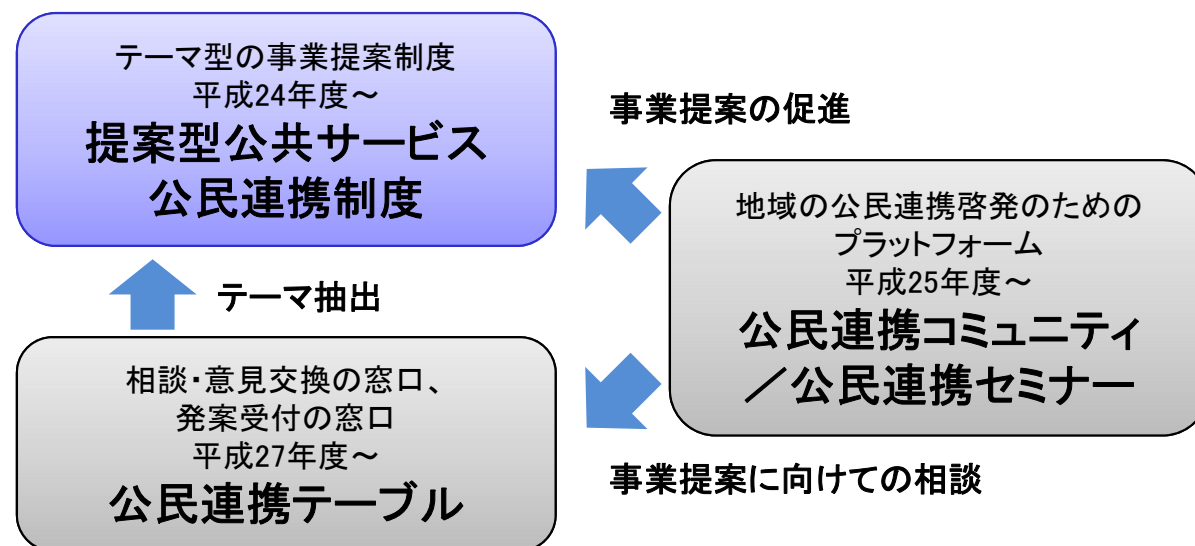 テーマ型の事業提案制度
平成24年度～
提案型公共サービス
公民連携制度
事業提案の促進
地域の公民連携啓発のための
プラットフォーム
平成25年度～
公民連携コミュニティ
／公民連携セミナー
テーマ抽出
相談・意見交換の窓口、
発案受付の窓口
平成27年度～
公民連携テーブル
事業提案に向けての相談